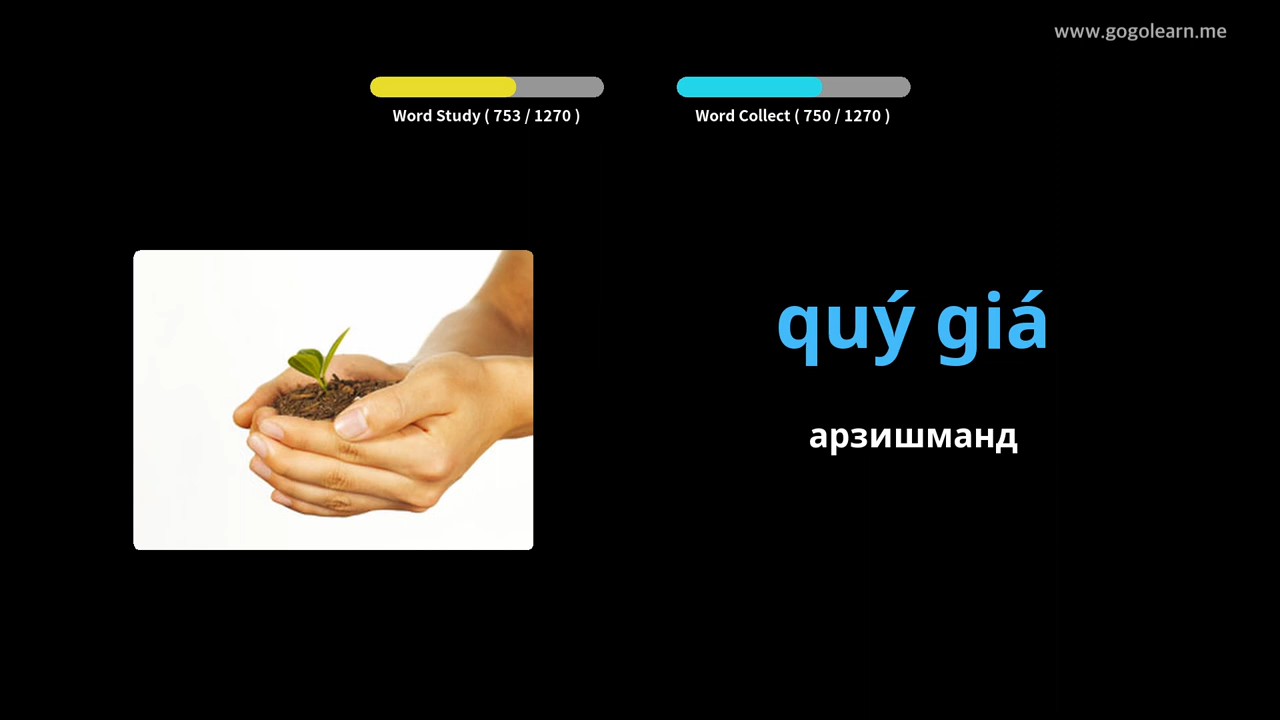 www.gogolearn.me
Word Study ( 753 / 1270 )
Word Collect ( 750 / 1270 )
quý giá
арзишманд